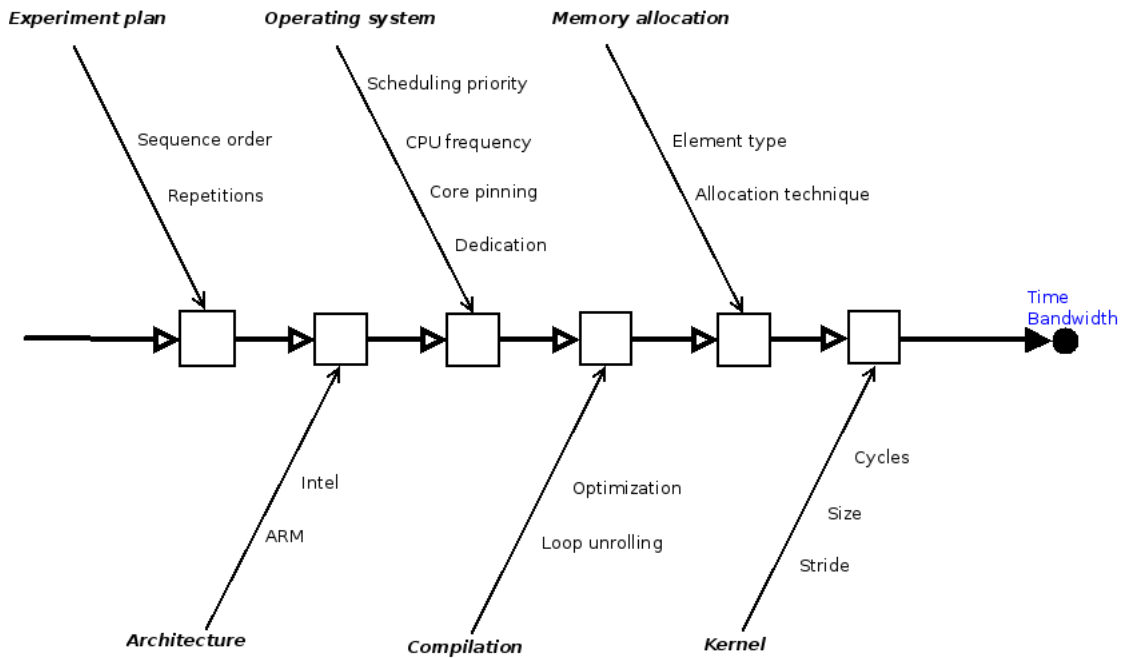 Experiment plan
Operating system
Memory allocation
Scheduling priority
Sequence order
CPU frequency
Element type
Repetitions
Core pinning
Allocation technique
Dedication
Time
Bandwidth
Cycles
Intel
Optimization
Size
ARM
Loop unrolling
Stride
Architecture
Compilation
Kernel